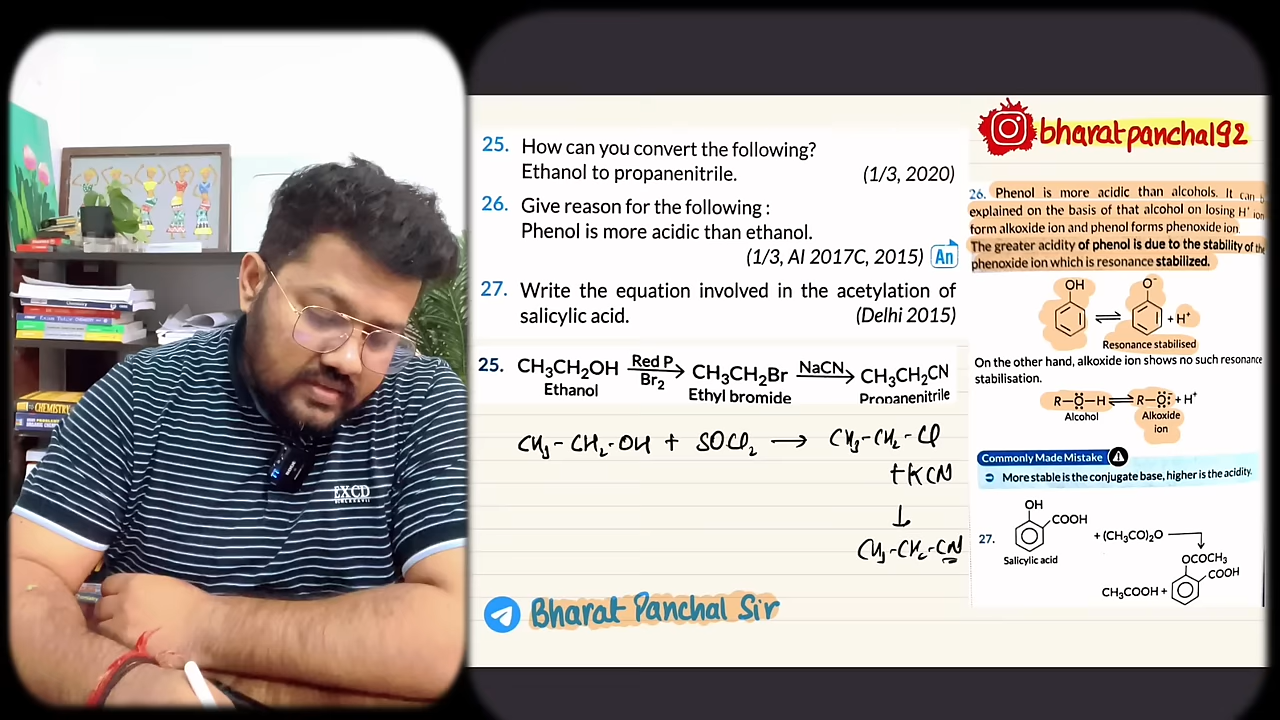 25. How can you convert the following?
Ethanol to propanenitrile. (1/3, 2020)
26. Give reason for the following :
Phenol is more acidic than ethanol.
(1/3, AI 2017C, 2015) An
27. Write the equation involved in the acetylation of
salicylic acid. (Delhi 2015)
25. CH₃CH₂OH Red P Br₂ → CH₃CH₂Br NaCN → CH₃CH₂CN
Ethanol Ethyl bromide Propanenitrile
CH₃-CH₂-OH + SOCl₂ → CH₃-CH₂-Cl
+KCN
↓
CH₃-CH₂-CN
Bharat Panchal Sir
bharatpanchal92
26. Phenol is more acidic than alcohols. It can
explained on the basis of that alcohol on losing H⁺ ion
form alkoxide ion and phenol forms phenoxide ion.
The greater acidity of phenol is due to the stability of the
phenoxide ion which is resonance stabilized.
OH O⁻
⇌ + H⁺
Resonance stabilised
On the other hand, alkoxide ion shows no such resonance
stabilisation.
R—Ö—H ⇌ R—Ö: + H⁺
Alcohol Alkoxide
ion
Commonly Made Mistake
More stable is the conjugate base, higher is the acidity.
27. OH
COOH
+ (CH₃CO)₂O →
Salicylic acid
OCOCH₃
COOH
CH₃COOH +
EXCD